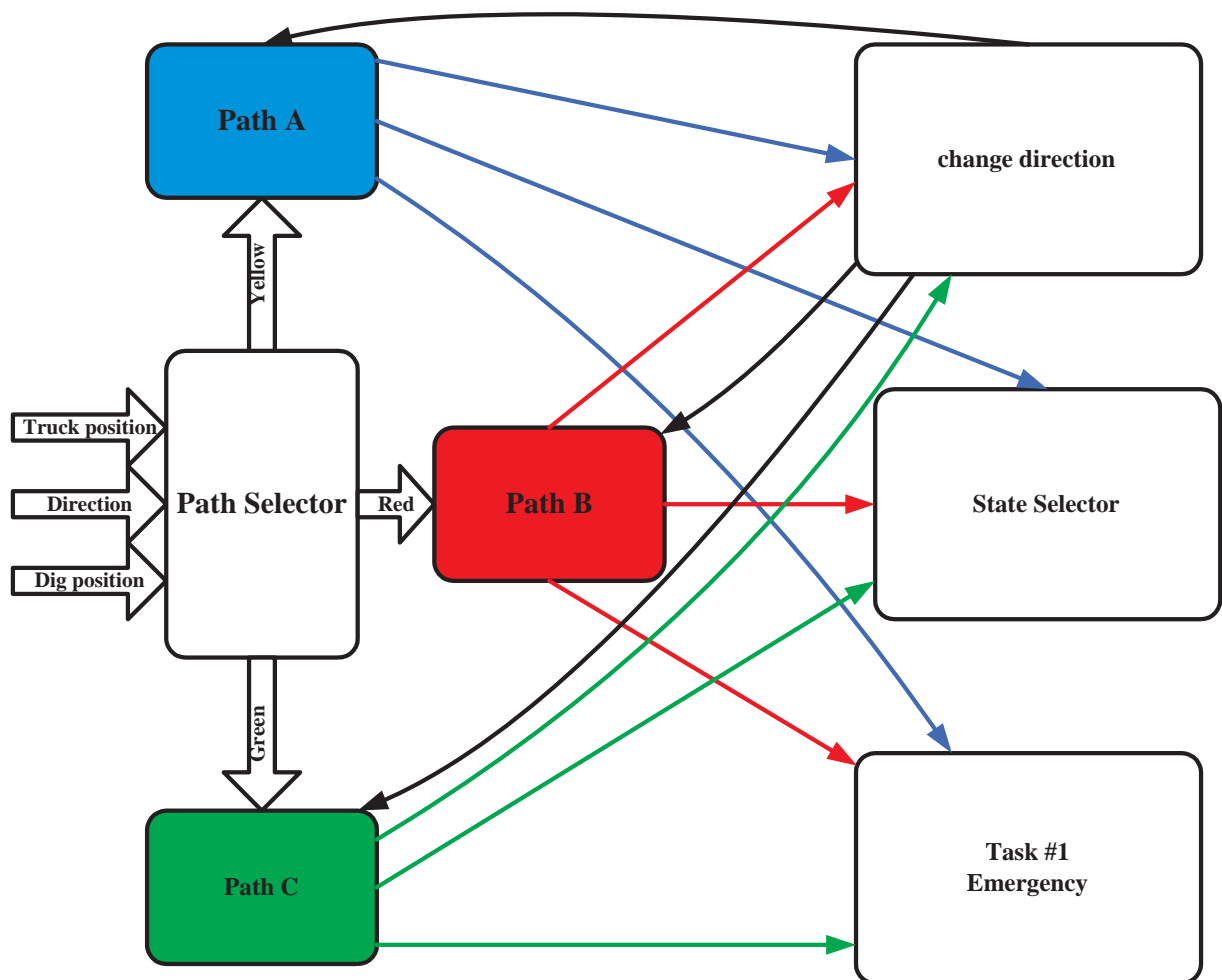 Path A
change direction
Yellow
Truck position
Direction
Dig position
Path Selector
Red
Path B
State Selector
Green
Path C
Task #1
Emergency